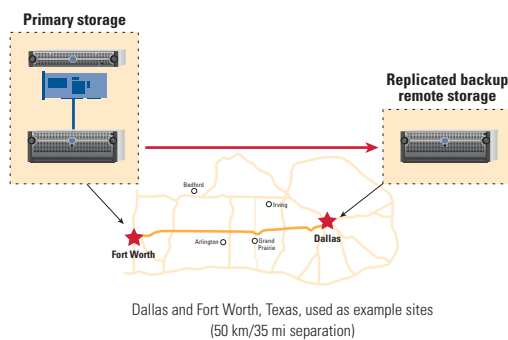 Primary storage
Replicated backup
remote storage
Bedford
Irving
Arlington
Grand
Prairie
Dallas
Fort Worth
Dallas and Fort Worth, Texas, used as example sites
(50 km/35 mi separation)